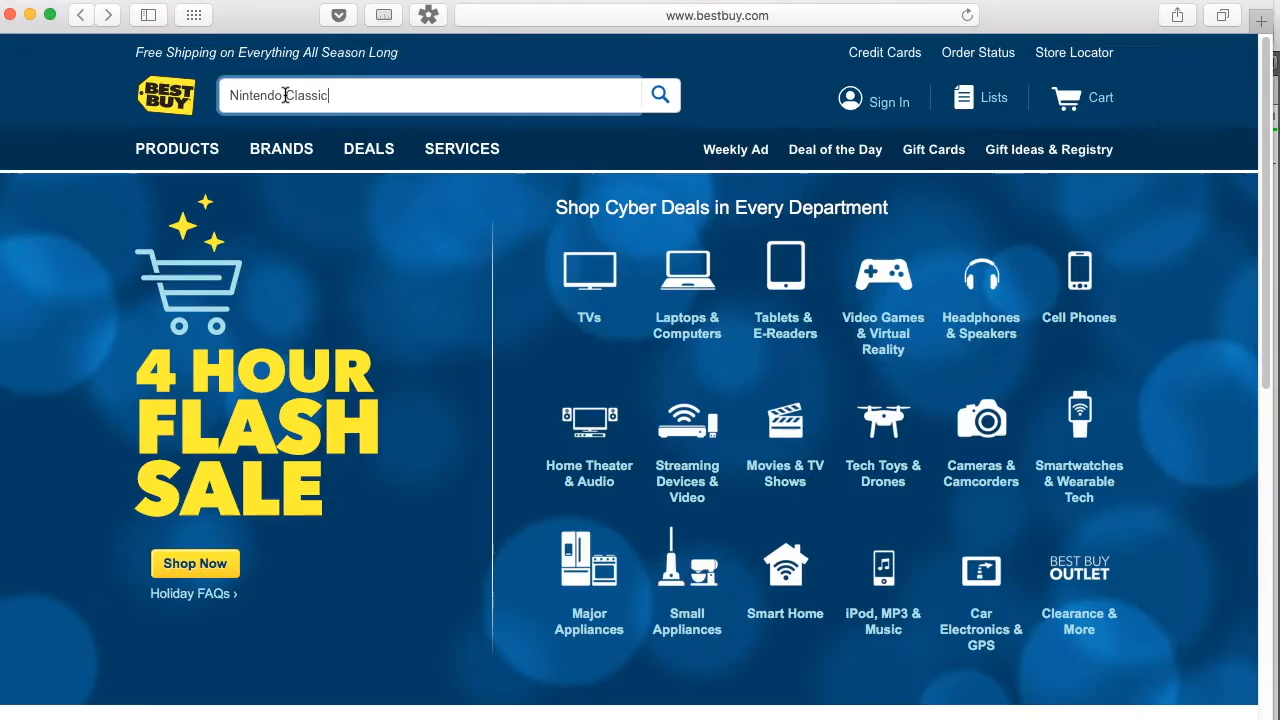 www.bestbuy.com
Free Shipping on Everything All Season Long
Credit Cards
Order Status
Store Locator
BEST
BUY
Nintendo Classic
Sign In
Lists
Cart
PRODUCTS
BRANDS
DEALS
SERVICES
Weekly Ad
Deal of the Day
Gift Cards
Gift Ideas & Registry
4 HOUR
FLASH
SALE
Shop Now
Holiday FAQs ›
Shop Cyber Deals in Every Department
TVs
Laptops &
Computers
Tablets &
E-Readers
Video Games
& Virtual
Reality
Headphones
& Speakers
Cell Phones
Home Theater
& Audio
Streaming
Devices &
Video
Movies & TV
Shows
Tech Toys &
Drones
Cameras &
Camcorders
Smartwatches
& Wearable
Tech
Major
Appliances
Small
Appliances
Smart Home
iPod, MP3 &
Music
Car
Electronics &
GPS
BEST BUY
OUTLET
Clearance &
More